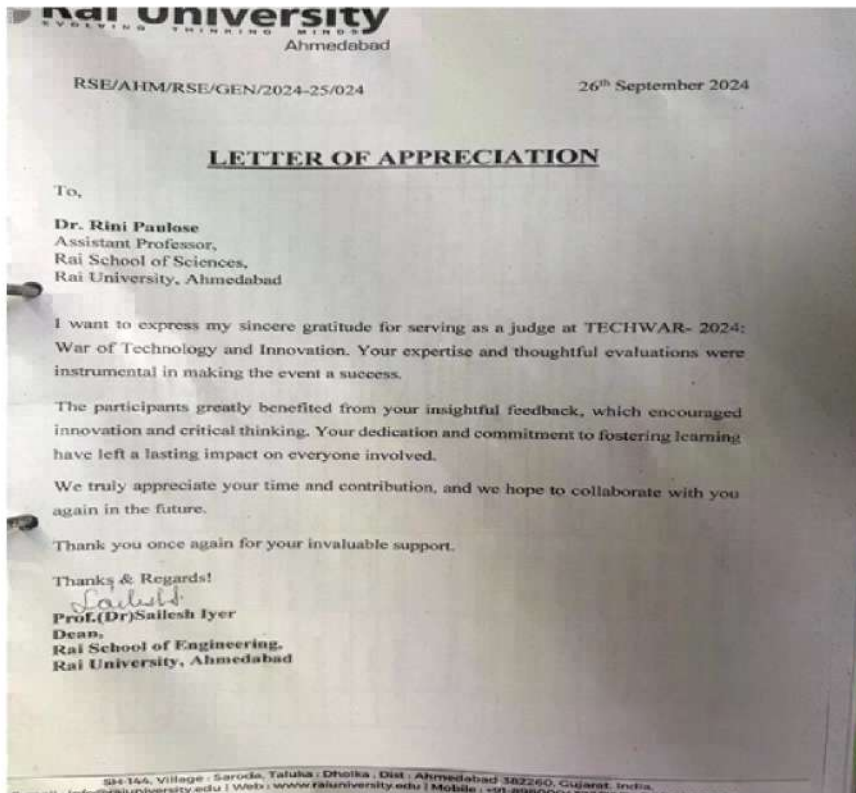 Rai University
EVOLVING THINKING MINDS
Ahmedabad
RSE/AHM/RSE/GEN/2024-25/024
26th September 2024
LETTER OF APPRECIATION
To,
Dr. Rini Paulose
Assistant Professor,
Rai School of Sciences,
Rai University, Ahmedabad
I want to express my sincere gratitude for serving as a judge at TECHWAR- 2024:
War of Technology and Innovation. Your expertise and thoughtful evaluations were
instrumental in making the event a success.
The participants greatly benefited from your insightful feedback, which encouraged
innovation and critical thinking. Your dedication and commitment to fostering learning
have left a lasting impact on everyone involved.
We truly appreciate your time and contribution, and we hope to collaborate with you
again in the future.
Thank you once again for your invaluable support.
Thanks & Regards!
Prof.(Dr)Sailesh Iyer
Dean,
Rai School of Engineering,
Rai University, Ahmedabad
SH-144, Village : Saroda, Taluka : Dholka, Dist : Ahmedabad 382260, Gujarat, India.
| Web : www.raiuniversity.edu | Mobile :